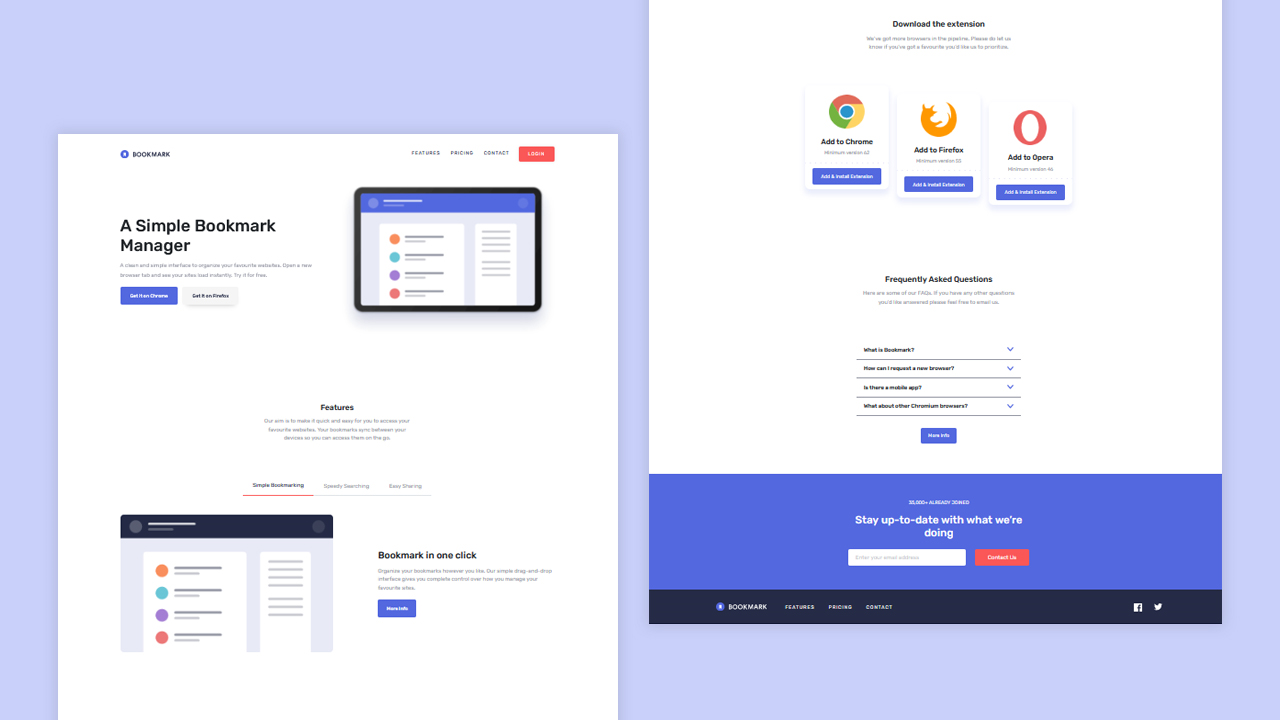 BOOKMARK
FEATURES PRICING CONTACT LOGIN
A Simple Bookmark
Manager
A clean and simple interface to organize your favourite websites. Open a new
browser tab and see your sites load instantly. Try it for free.
Get it on Chrome Get it on Firefox
Features
Our aim is to make it quick and easy for you to access your
favourite websites. Your bookmarks sync between your
devices so you can access them on the go.
Simple Bookmarking Speedy Searching Easy Sharing
Bookmark in one click
Organize your bookmarks however you like. Our simple drag-and-drop
interface gives you complete control over how you manage your
favourite sites.
More Info
Download the extension
We've got more browsers in the pipeline. Please do tell us
know if you've got a favourite you'd like us to prioritize.
Add to Chrome
Minimum version 62
Add & Install Extension
Add to Firefox
Minimum version 55
Add & Install Extension
Add to Opera
Minimum version 46
Add & Install Extension
Frequently Asked Questions
Here are some of our FAQs. If you have any other questions
you'd like answered please feel free to email us.
What is Bookmark?
How can I request a new browser?
Is there a mobile app?
What about other Chromium browsers?
More Info
35,000+ ALREADY JOINED
Stay up-to-date with what we're
doing
Enter your email address Contact Us
BOOKMARK FEATURES PRICING CONTACT